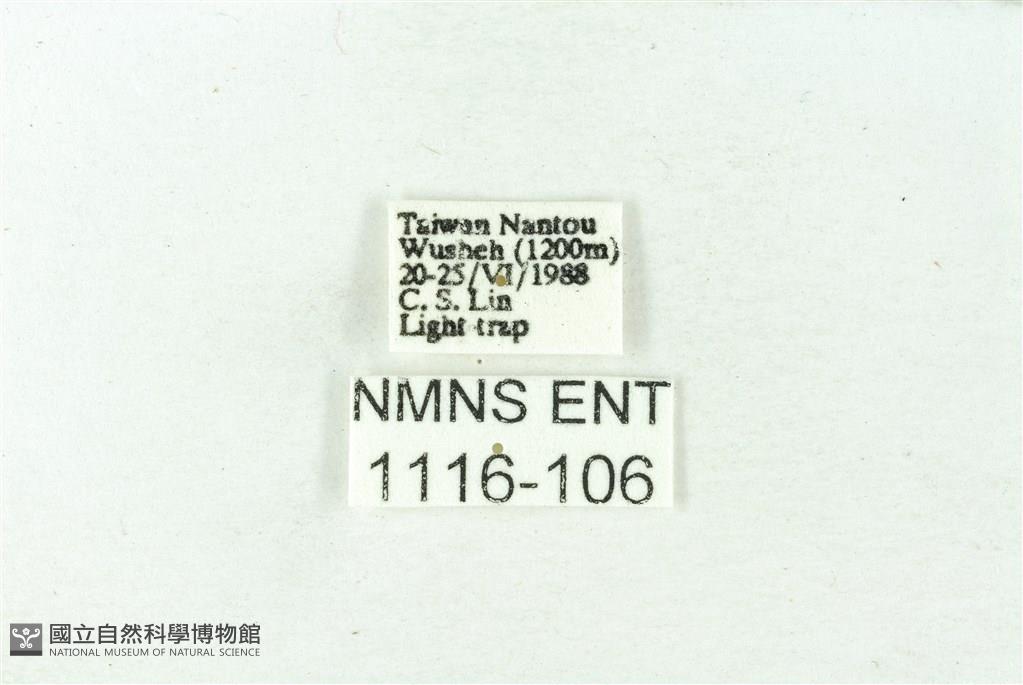 Taiwan Nantou
Wusheh (1200m)
20-25/VI/1988
C. S. Lin
Light trap
NMNS ENT
1116-106
國立自然科學博物館
NATIONAL MUSEUM OF NATURAL SCIENCE